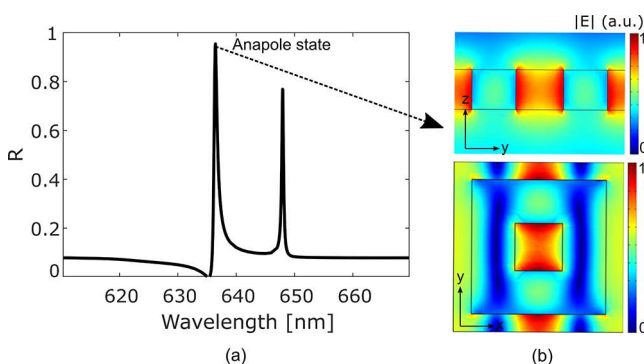 |E| (a.u.)
Anapole state
1
0.8
0.6
0.4
0.2
0
R
620
630
640
650
660
Wavelength [nm]
(a)
1
z
y
0
1
y
x
0
(b)